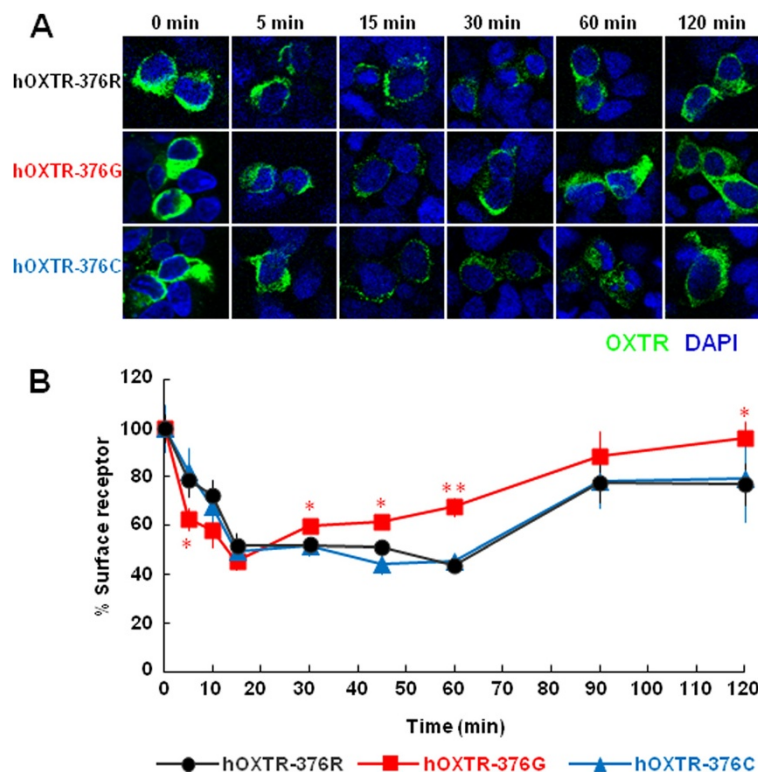 A
0 min 5 min 15 min 30 min 60 min 120 min
hOXTR-376R
hOXTR-376G
hOXTR-376C
OXTR DAPI
B
120
100
80
60
40
20
0
% Surface receptor
*
*
*
**
*
0 10 20 30 40 50 60 70 80 90 100 110 120
Time (min)
hOXTR-376R hOXTR-376G hOXTR-376C